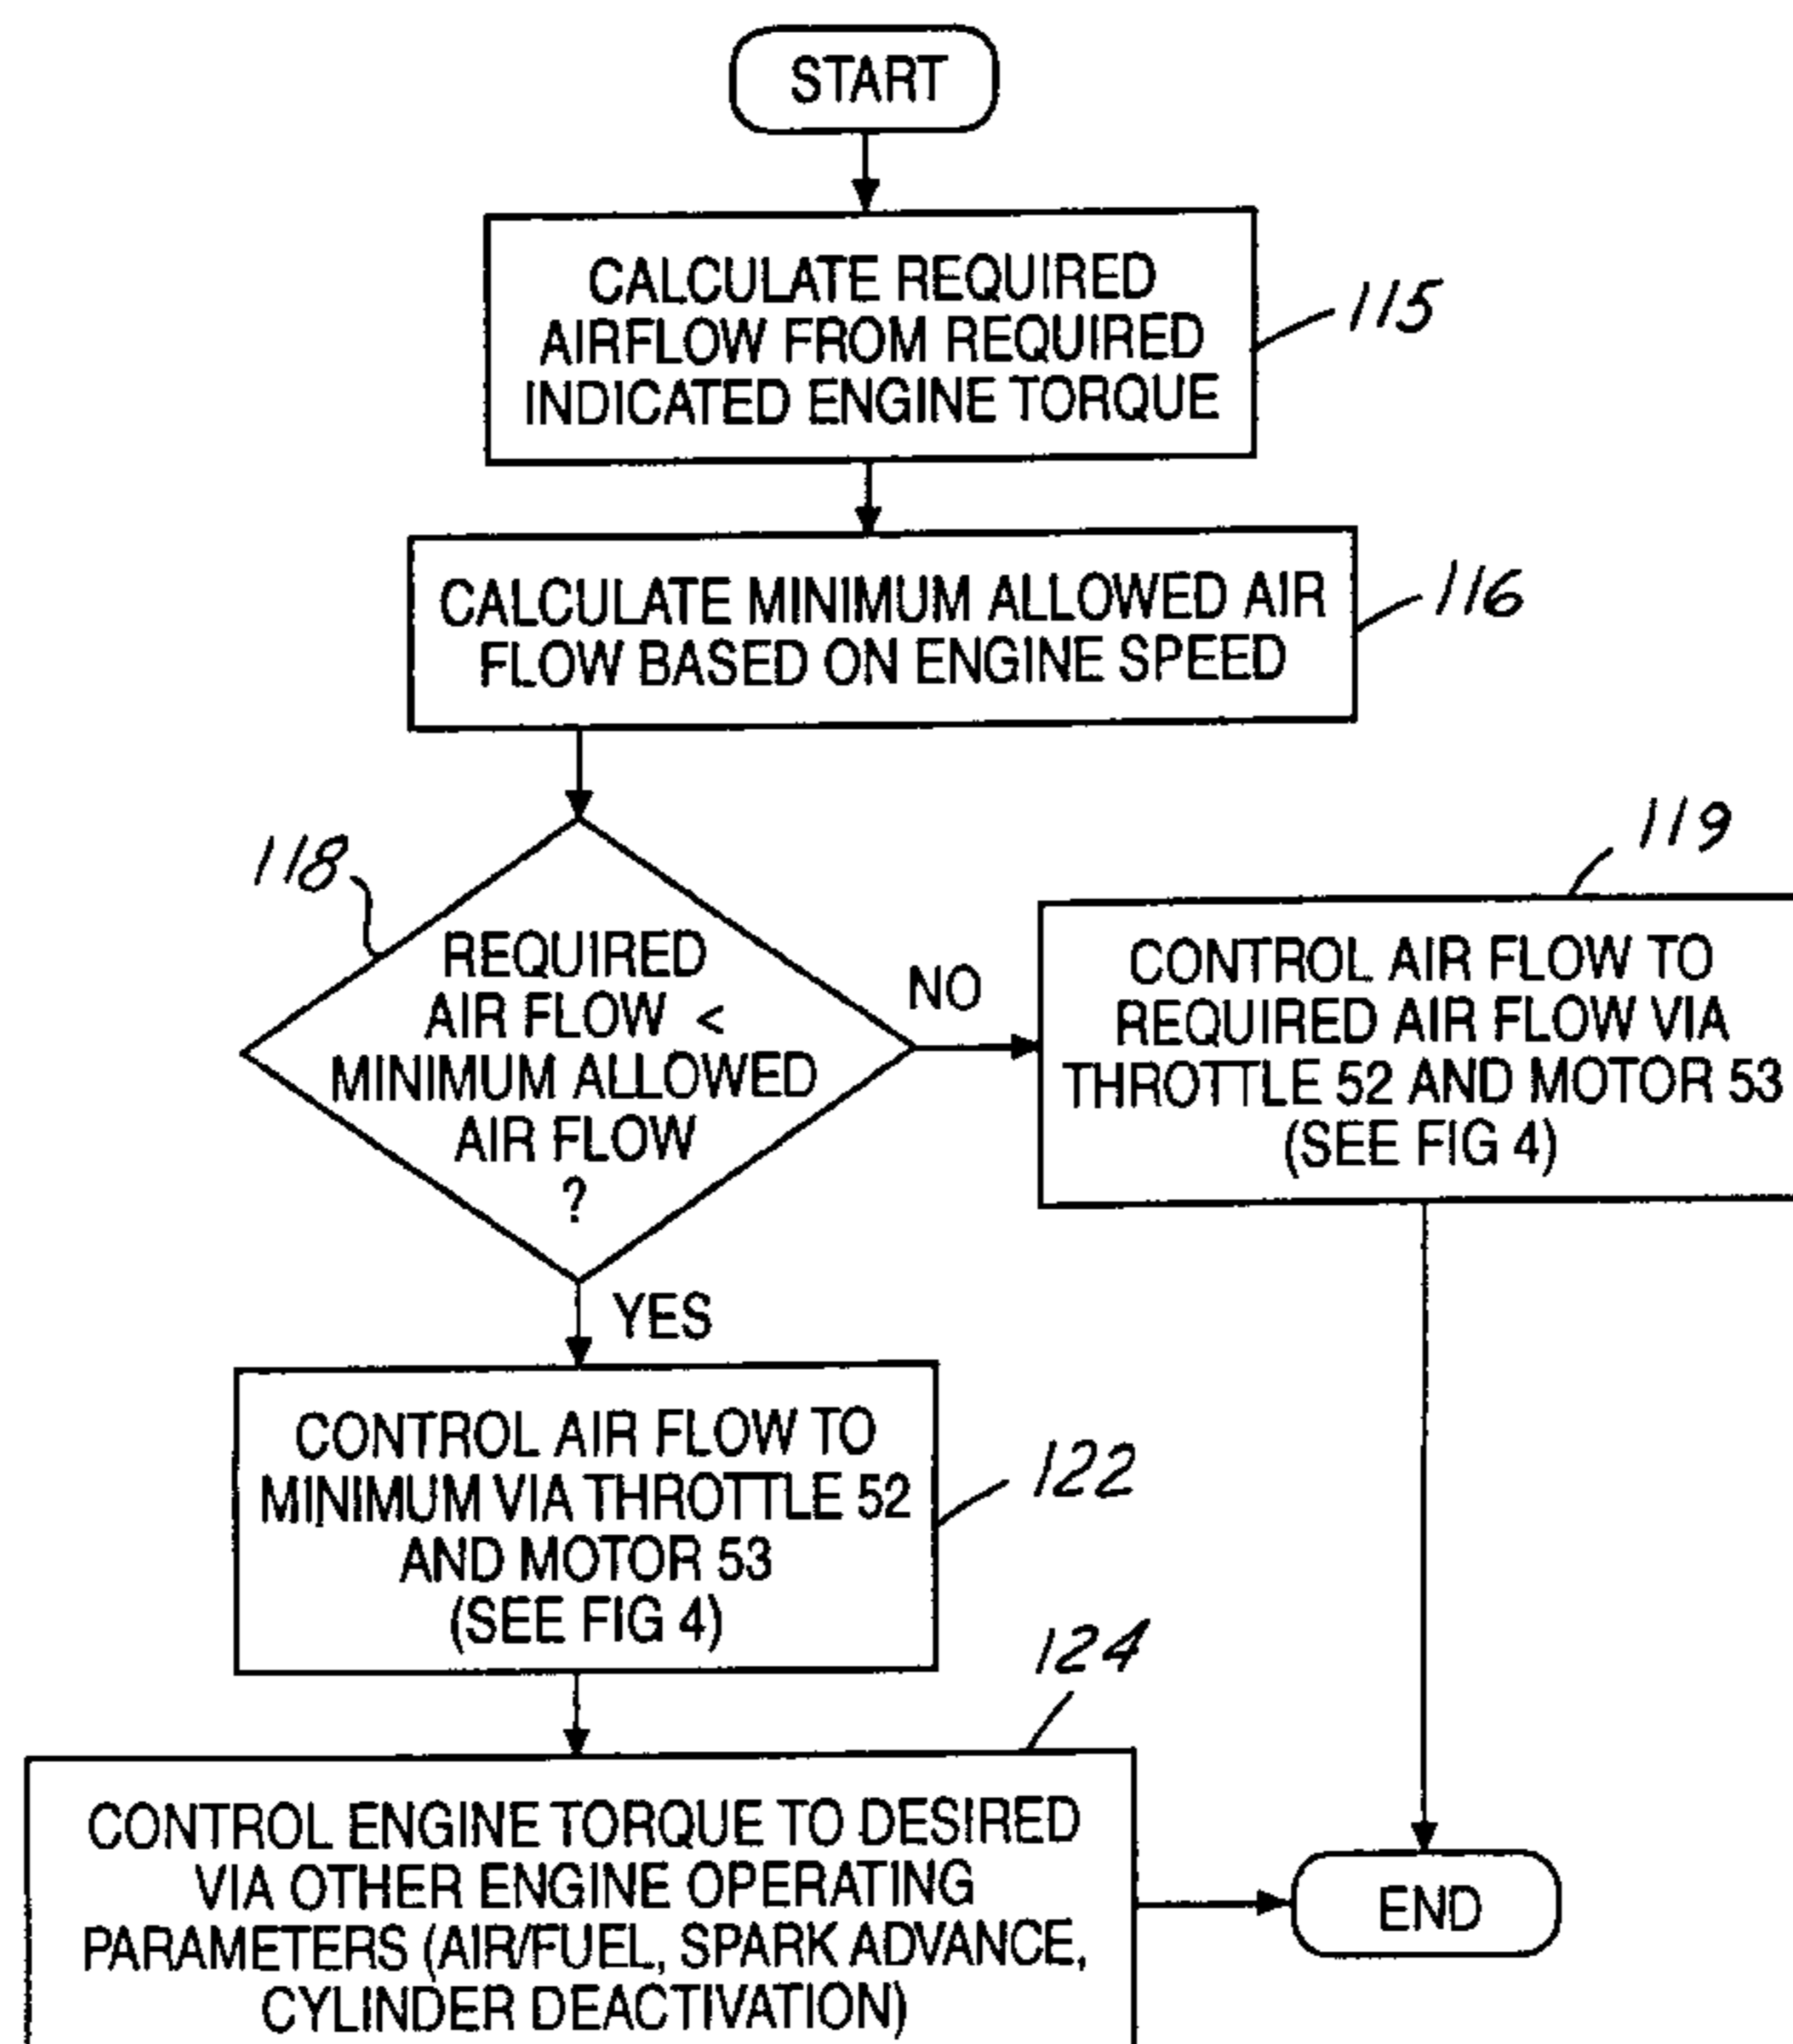 START
CALCULATE REQUIRED
AIRFLOW FROM REQUIRED
INDICATED ENGINE TORQUE
115
CALCULATE MINIMUM ALLOWED AIR
FLOW BASED ON ENGINE SPEED
116
118
REQUIRED
AIR FLOW <
MINIMUM ALLOWED
AIR FLOW
?
NO
119
CONTROL AIR FLOW TO
REQUIRED AIR FLOW VIA
THROTTLE 52 AND MOTOR 53
(SEE FIG 4)
YES
CONTROL AIR FLOW TO
MINIMUM VIA THROTTLE 52
AND MOTOR 53
(SEE FIG 4)
122
124
CONTROL ENGINE TORQUE TO DESIRED
VIA OTHER ENGINE OPERATING
PARAMETERS (AIR/FUEL, SPARK ADVANCE,
CYLINDER DEACTIVATION)
END